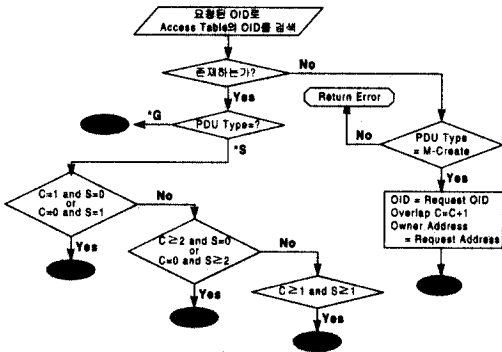 요청된 OID로
Access Table의 OID를 검색
존재하는가?
No
Yes
Return Error
*G
PDU Type=?
No
PDU Type
= M-Create
*S
C=1 and S=0
or
C=0 and S=1
No
Yes
OID = Request OID
Overlap C=C+1
Owner Address
= Request Address
Yes
C≥2 and S=0
or
C=0 and S≥2
No
Yes
C≥1 and S≥1
Yes